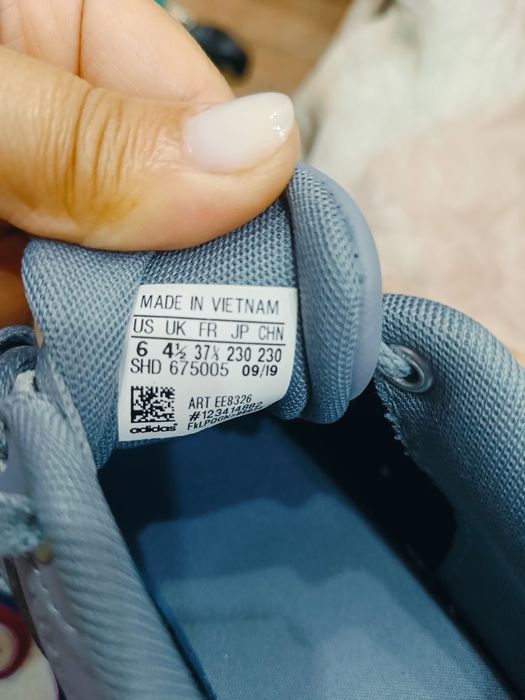 MADE IN VIETNAM
US UK FR JP CHN
6 4½ 37⅓ 230 230
SHD 675005 09/19
ART EE8326
adidas